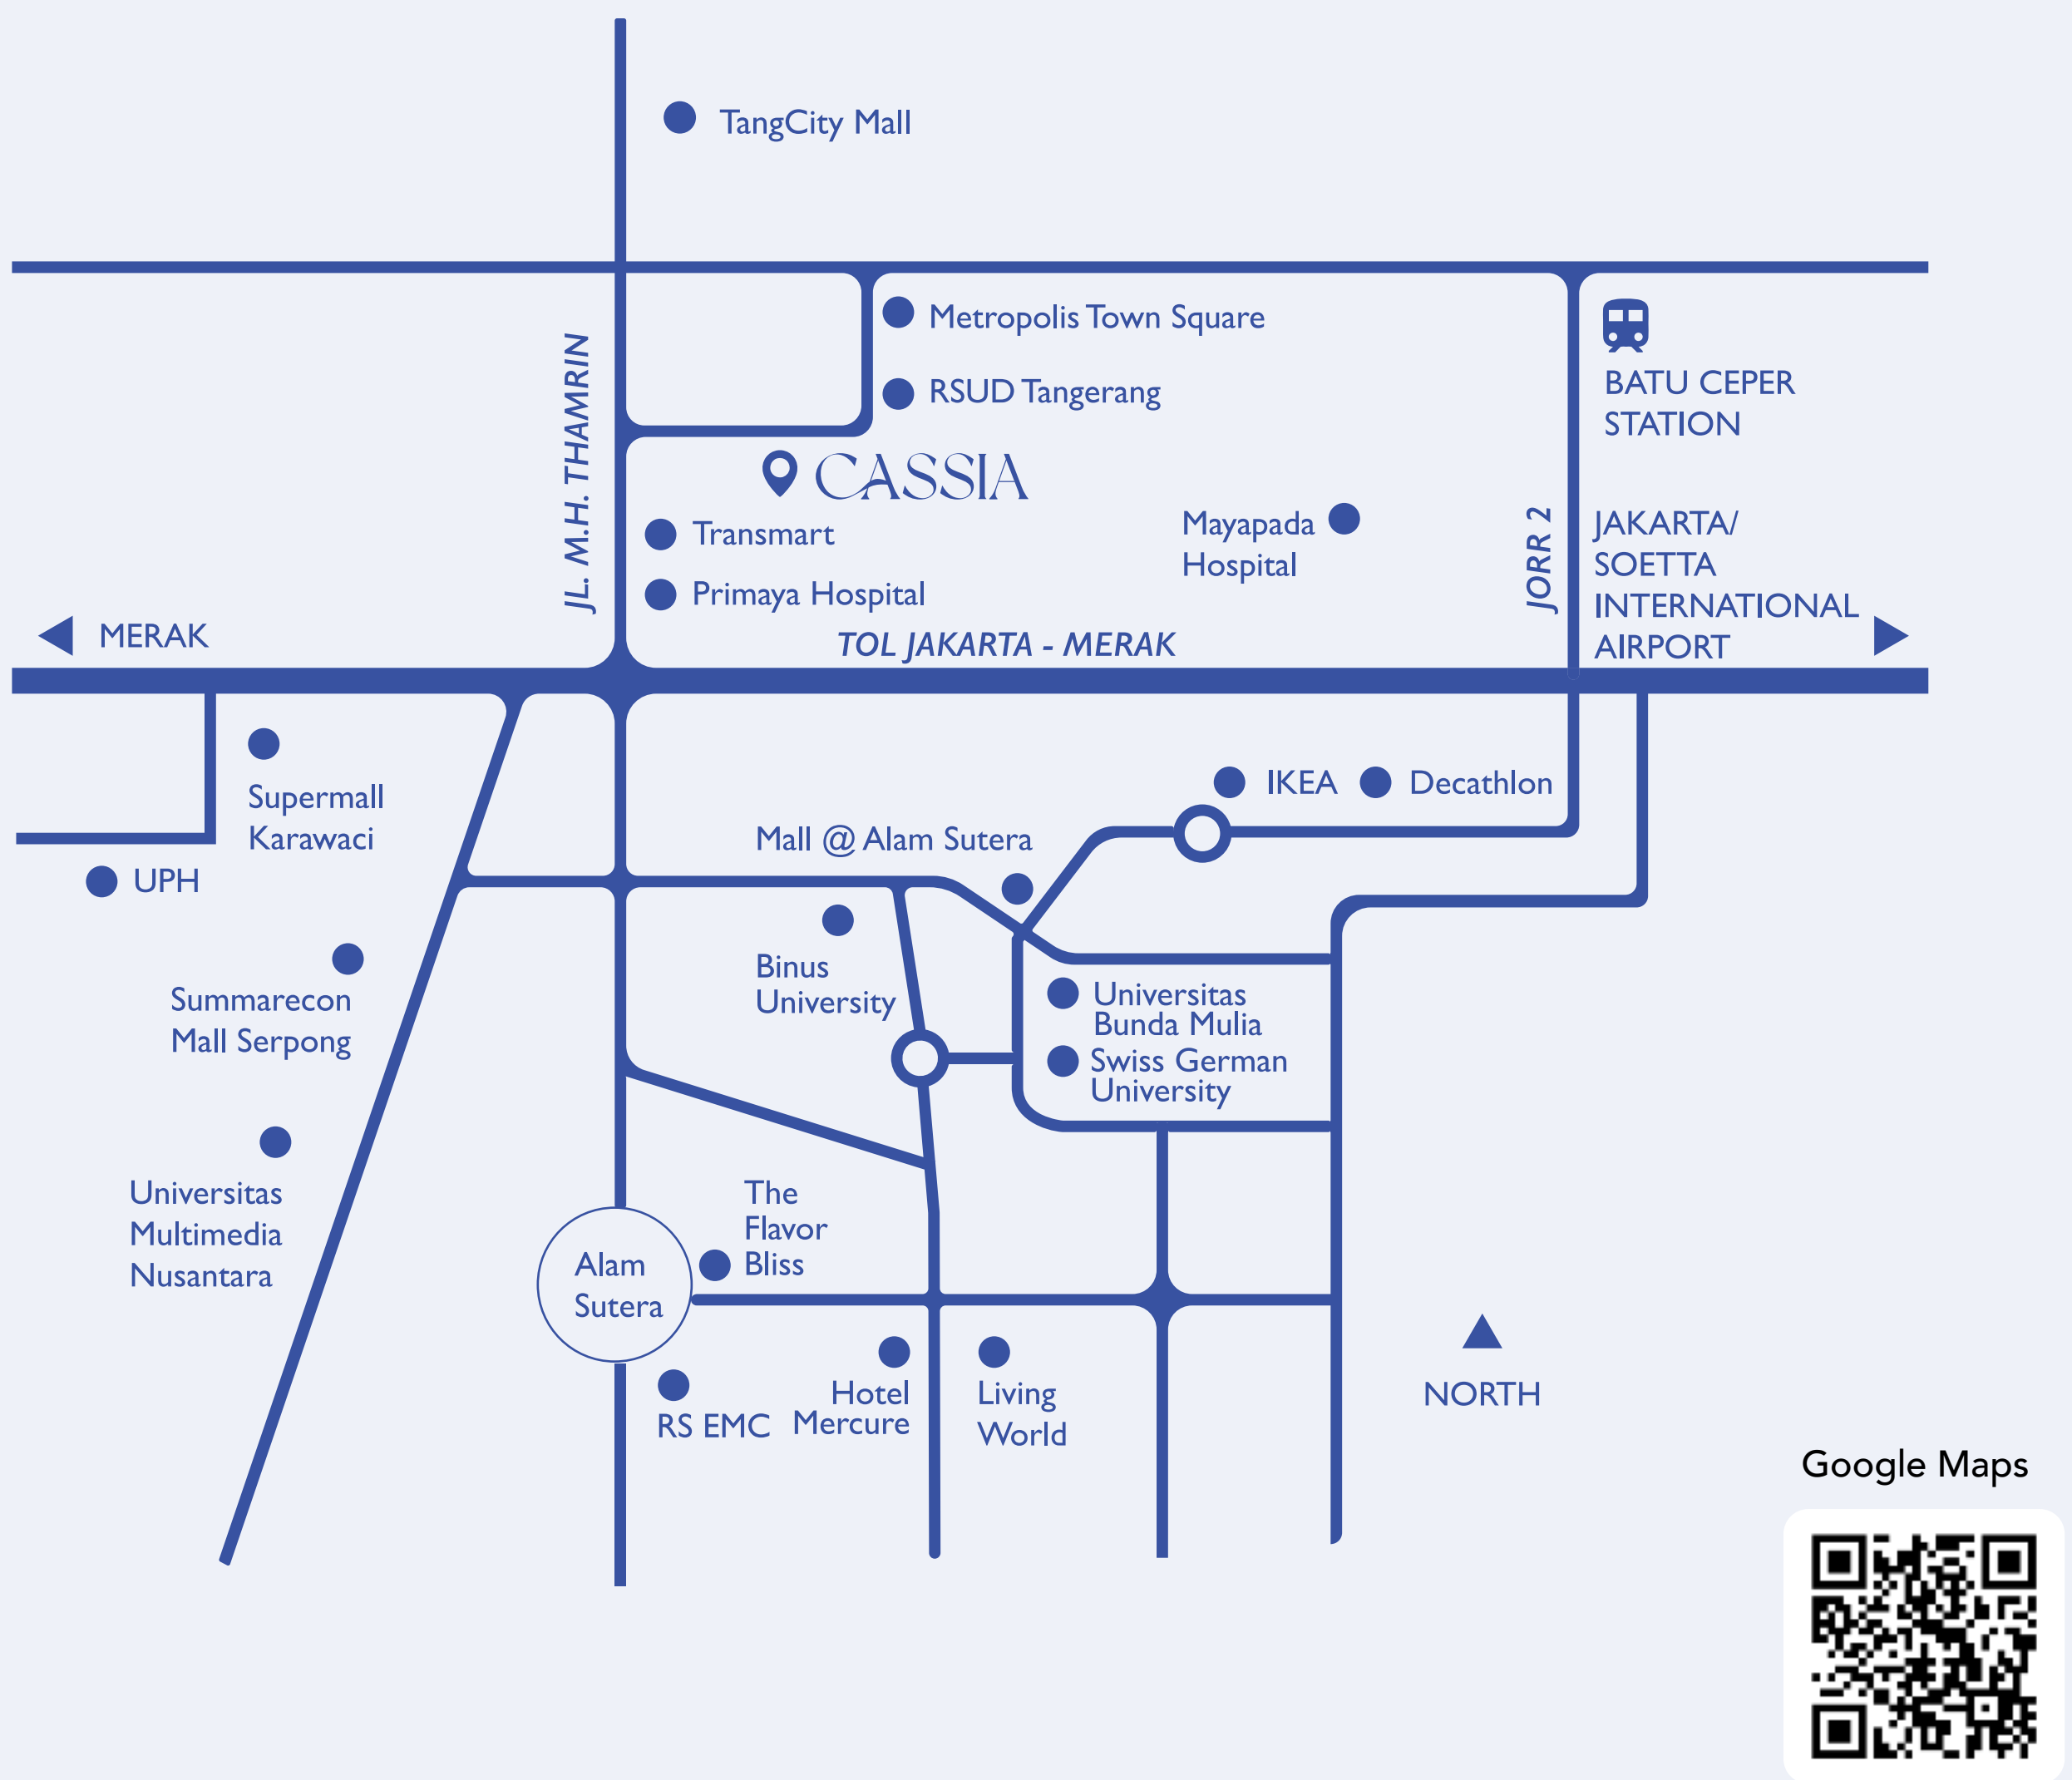 TangCity Mall
Metropolis Town Square
RSUD Tangerang
BATU CEPER
STATION
JL. M.H. THAMRIN
CASSIA
Transmart
Primaya Hospital
Mayapada
Hospital
JORR 2
JAKARTA/
SOETTA
INTERNATIONAL
AIRPORT
MERAK
TOL JAKARTA - MERAK
Supermall
Karawaci
UPH
IKEA
Decathlon
Mall @ Alam Sutera
Binus
University
Summarecon
Mall Serpong
Universitas
Bunda Mulia
Swiss German
University
Universitas
Multimedia
Nusantara
The
Flavor
Bliss
Alam
Sutera
RS EMC
Hotel
Mercure
Living
World
NORTH
Google Maps